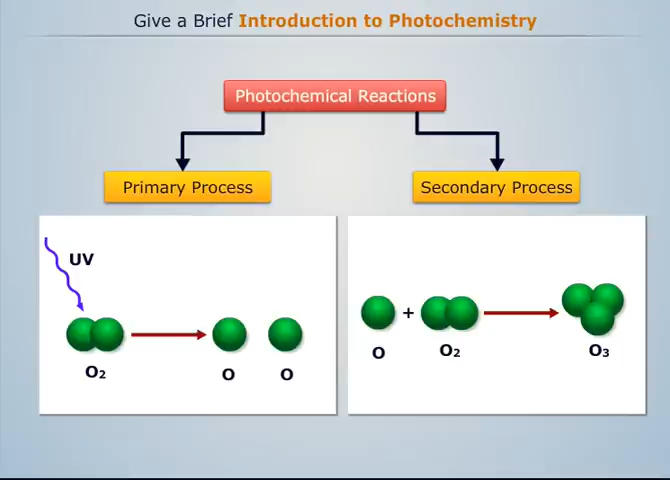 Give a Brief Introduction to Photochemistry
Photochemical Reactions
Primary Process
Secondary Process
UV
O₂
O
O
O
+
O₂
O₃